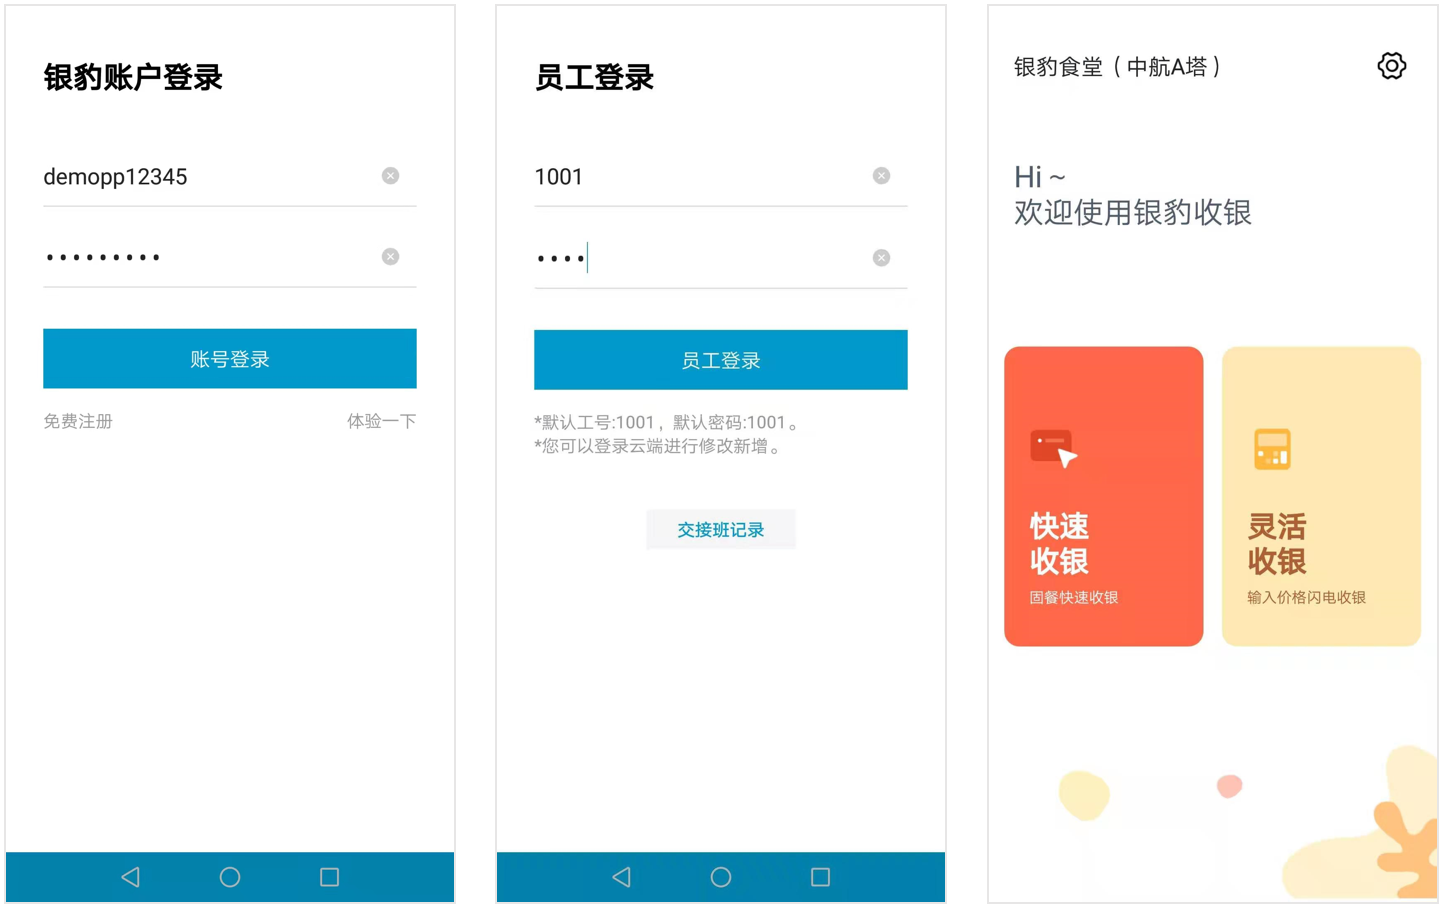 银豹账户登录
demopp12345
•••••••••
账号登录
免费注册
体验一下
员工登录
1001
••••
员工登录
*默认工号:1001，默认密码:1001。
*您可以登录云端进行修改新增。
交接班记录
银豹食堂（中航A塔）
Hi ~
欢迎使用银豹收银
快速
收银
固餐快速收银
灵活
收银
输入价格闪电收银